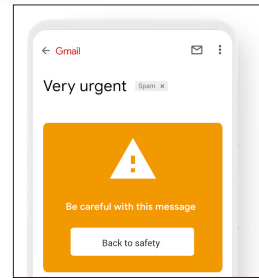 Gmail
Very urgent Spam x
Be careful with this message
Back to safety